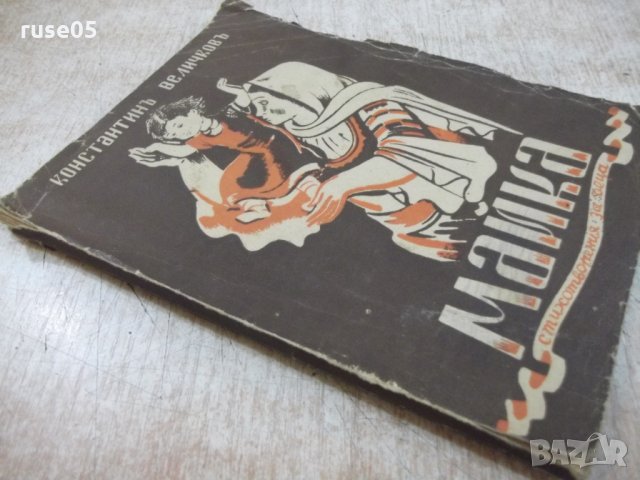 ruse05
КОНСТАНТИНЪ ВЕЛИЧКОВЪ
МАЙКА
стихотворения за деца
BAZAR